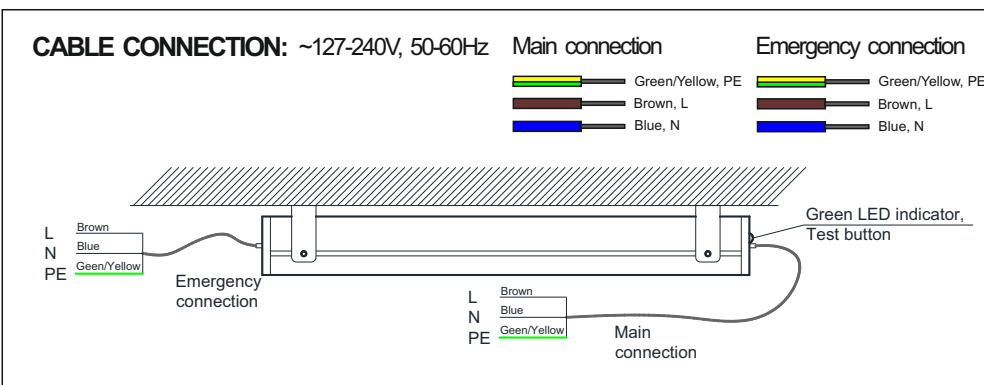 CABLE CONNECTION: ~127-240V, 50-60Hz
Main connection
Green/Yellow, PE
Brown, L
Blue, N
Emergency connection
Green/Yellow, PE
Brown, L
Blue, N
L Brown
N Blue
PE Geen/Yellow
Emergency
connection
Green LED indicator,
Test button
L Brown
N Blue
PE Geen/Yellow
Main
connection